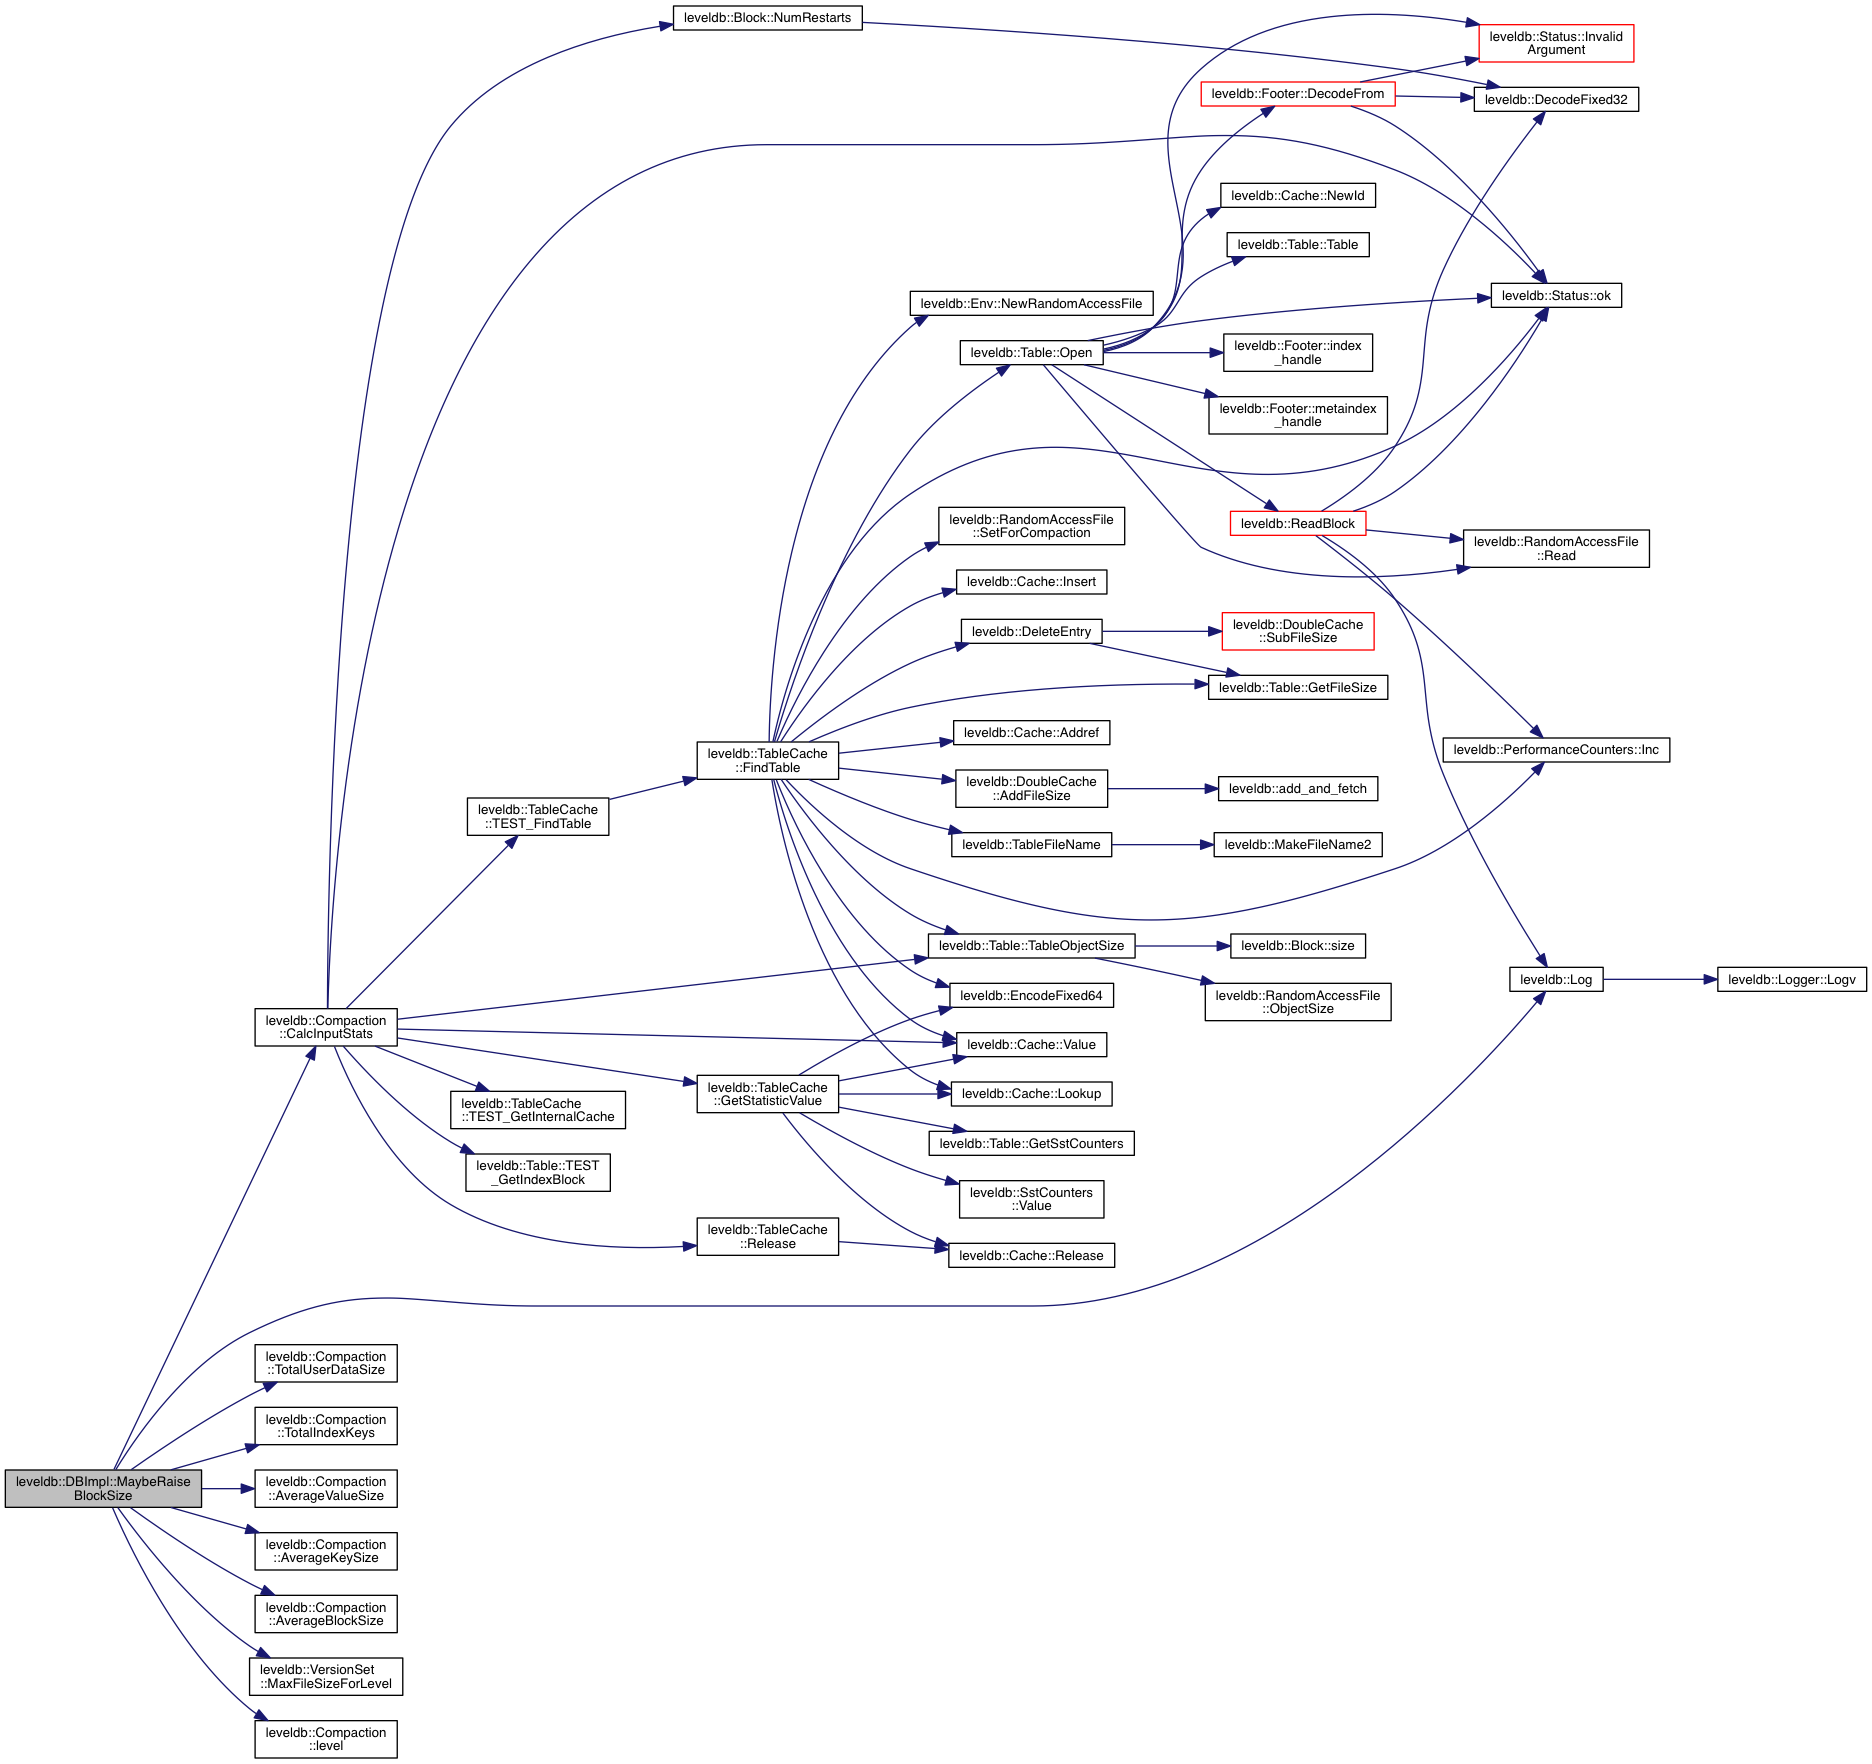 leveldb::Block::NumRestarts
leveldb::Status::Invalid
Argument
leveldb::Footer::DecodeFrom
leveldb::DecodeFixed32
leveldb::Cache::NewId
leveldb::Table::Table
leveldb::Env::NewRandomAccessFile
leveldb::Status::ok
leveldb::Table::Open
leveldb::Footer::index
_handle
leveldb::Footer::metaindex
_handle
leveldb::RandomAccessFile
::SetForCompaction
leveldb::ReadBlock
leveldb::RandomAccessFile
::Read
leveldb::Cache::Insert
leveldb::DeleteEntry
leveldb::DoubleCache
::SubFileSize
leveldb::Table::GetFileSize
leveldb::Cache::Addref
leveldb::TableCache
::FindTable
leveldb::PerformanceCounters::Inc
leveldb::DoubleCache
::AddFileSize
leveldb::add_and_fetch
leveldb::TableCache
::TEST_FindTable
leveldb::TableFileName
leveldb::MakeFileName2
leveldb::Table::TableObjectSize
leveldb::Block::size
leveldb::Log
leveldb::Logger::Logv
leveldb::EncodeFixed64
leveldb::RandomAccessFile
::ObjectSize
leveldb::Compaction
::CalcInputStats
leveldb::Cache::Value
leveldb::TableCache
::GetStatisticValue
leveldb::Cache::Lookup
leveldb::TableCache
::TEST_GetInternalCache
leveldb::Table::GetSstCounters
leveldb::Table::TEST
_GetIndexBlock
leveldb::SstCounters
::Value
leveldb::TableCache
::Release
leveldb::Cache::Release
leveldb::Compaction
::TotalUserDataSize
leveldb::Compaction
::TotalIndexKeys
leveldb::DBImpl::MaybeRaise
BlockSize
leveldb::Compaction
::AverageValueSize
leveldb::Compaction
::AverageKeySize
leveldb::Compaction
::AverageBlockSize
leveldb::VersionSet
::MaxFileSizeForLevel
leveldb::Compaction
::level